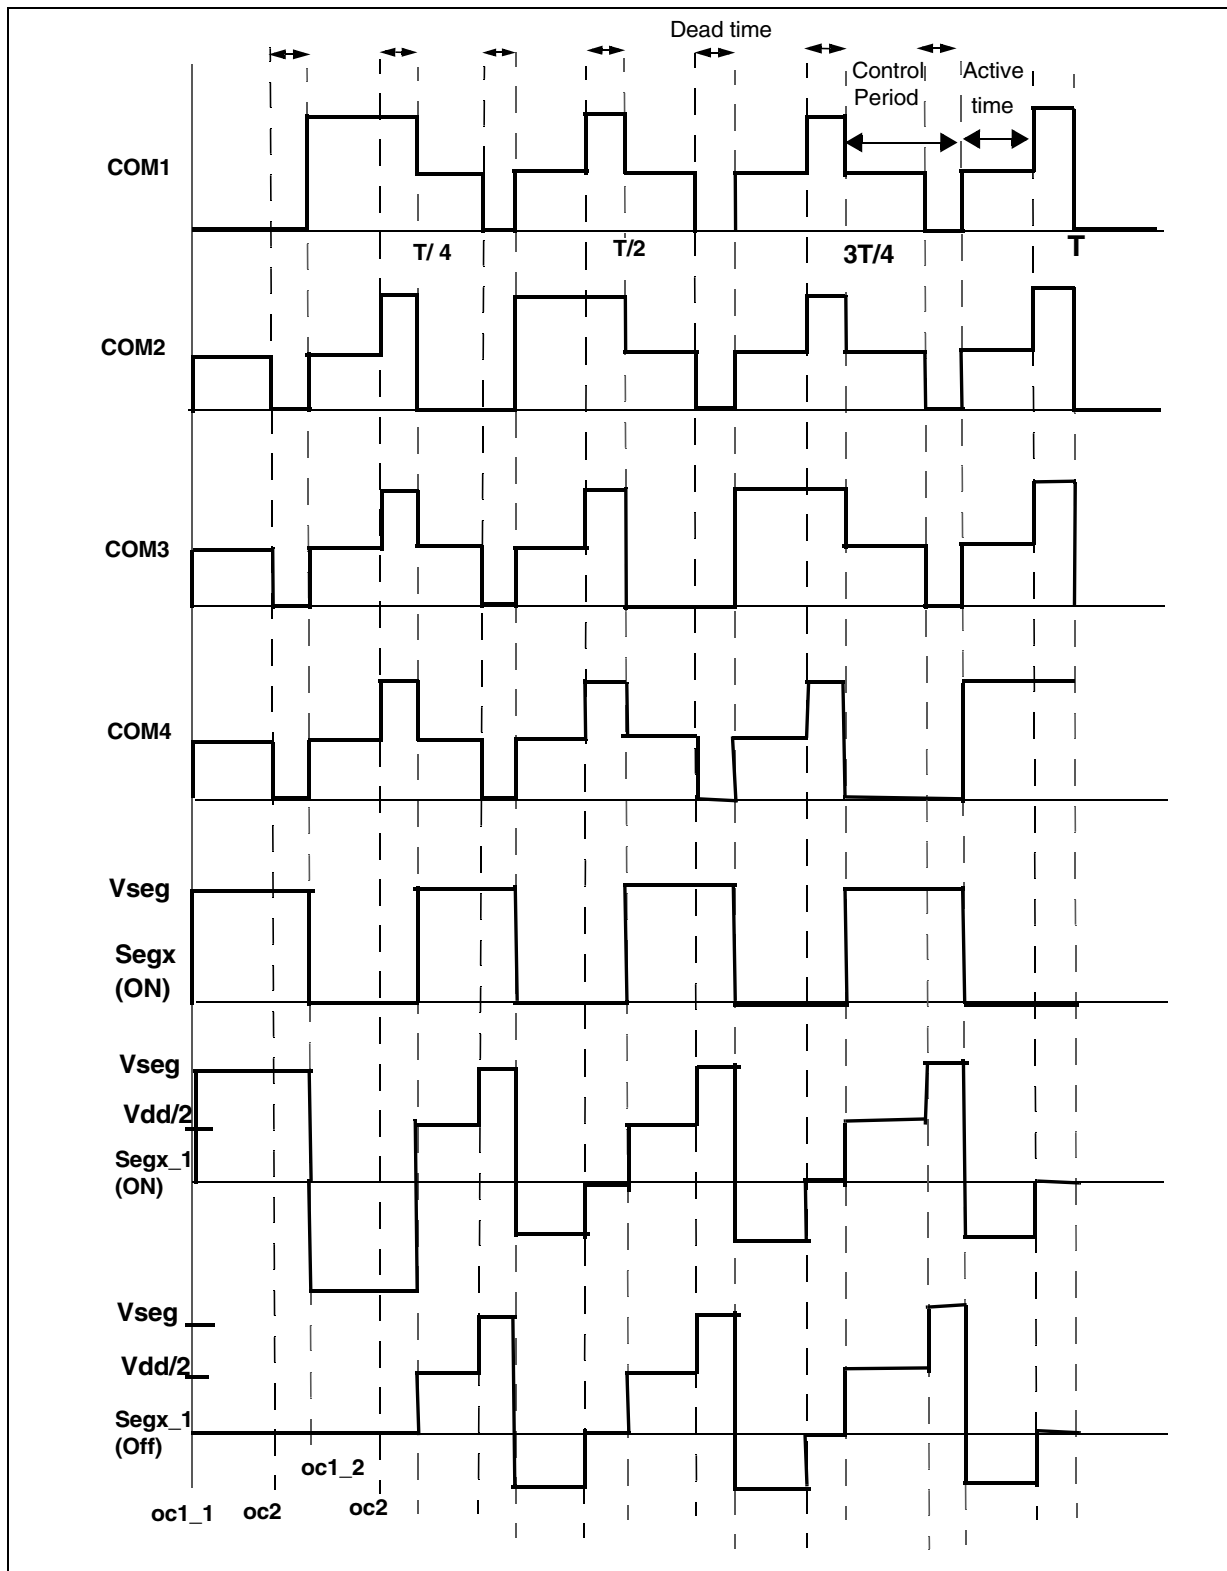 Dead time
Control
Period
Active
time
COM1
T/ 4
T/2
3T/4
T
COM2
COM3
COM4
Vseg
Segx
(ON)
Vseg
Vdd/2
Segx_1
(ON)
Vseg
Vdd/2
Segx_1
(Off)
oc1_2
oc1_1
oc2
oc2